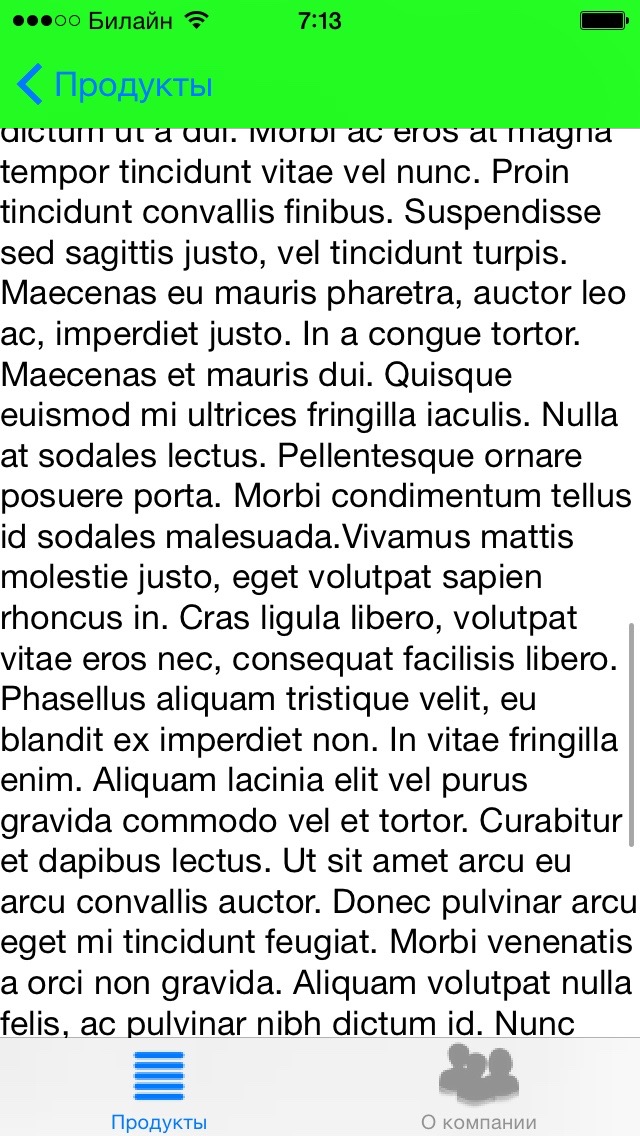 Билайн 7:13
Продукты
dictum ut a dui. Morbi ac eros at magna
tempor tincidunt vitae vel nunc. Proin
tincidunt convallis finibus. Suspendisse
sed sagittis justo, vel tincidunt turpis.
Maecenas eu mauris pharetra, auctor leo
ac, imperdiet justo. In a congue tortor.
Maecenas et mauris dui. Quisque
euismod mi ultrices fringilla iaculis. Nulla
at sodales lectus. Pellentesque ornare
posuere porta. Morbi condimentum tellus
id sodales malesuada.Vivamus mattis
molestie justo, eget volutpat sapien
rhoncus in. Cras ligula libero, volutpat
vitae eros nec, consequat facilisis libero.
Phasellus aliquam tristique velit, eu
blandit ex imperdiet non. In vitae fringilla
enim. Aliquam lacinia elit vel purus
gravida commodo vel et tortor. Curabitur
et dapibus lectus. Ut sit amet arcu eu
arcu convallis auctor. Donec pulvinar arcu
eget mi tincidunt feugiat. Morbi venenatis
a orci non gravida. Aliquam volutpat nulla
felis, ac pulvinar nibh dictum id. Nunc
Продукты О компании